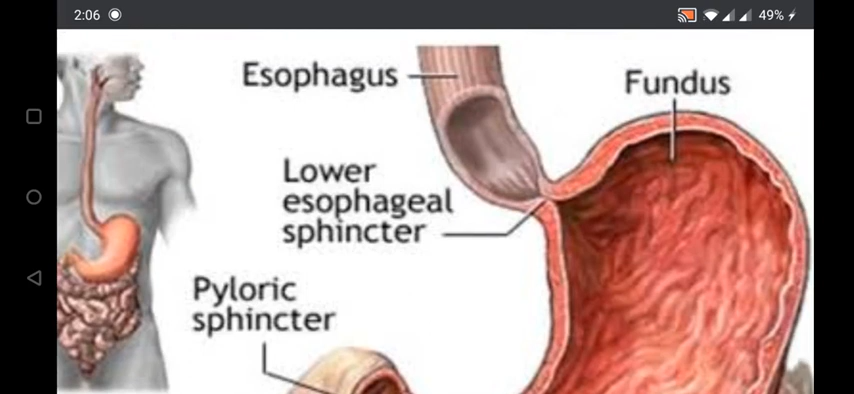 2:06
49%
Esophagus
Fundus
Lower
esophageal
sphincter
Pyloric
sphincter